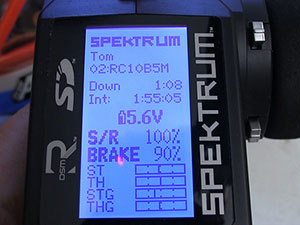 SPEKTRUM
Tom
02:RC10B5M
Down 1:08
Int: 1:55:05
5.6V
S/R 100%
BRAKE 90%
ST
TH
STG
THG
DSM R SD
SPEKTRUM